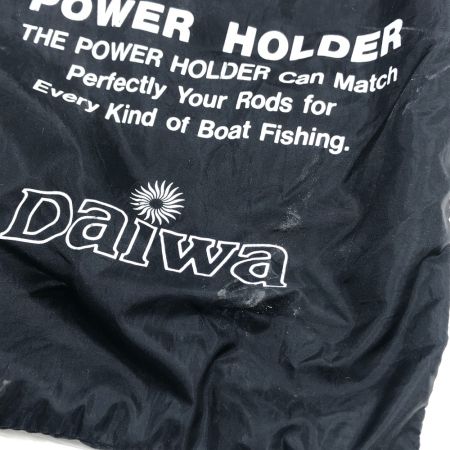 POWER HOLDER
THE POWER HOLDER Can Match
Perfectly Your Rods for
Every Kind of Boat Fishing.
Daiwa